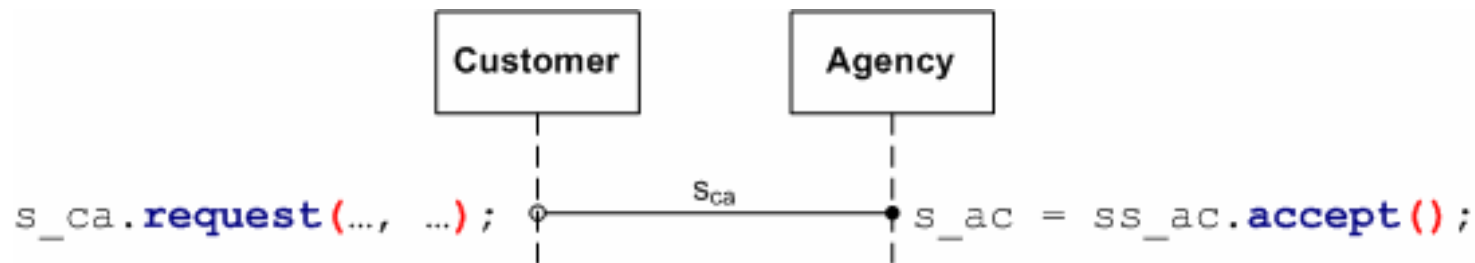 Customer Agency
s_ca.request(…, …); sca s_ac = ss_ac.accept();